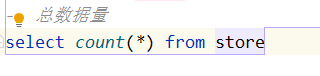 - 总数据量
select count(*) from store